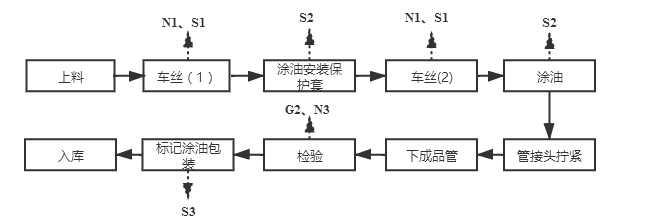 N1、S1
S2
N1、S1
S2
上料
车丝（1）
涂油安装保
护套
车丝(2)
涂油
G2、N3
入库
标记涂油包
装
检验
下成品管
管接头拧紧
S3